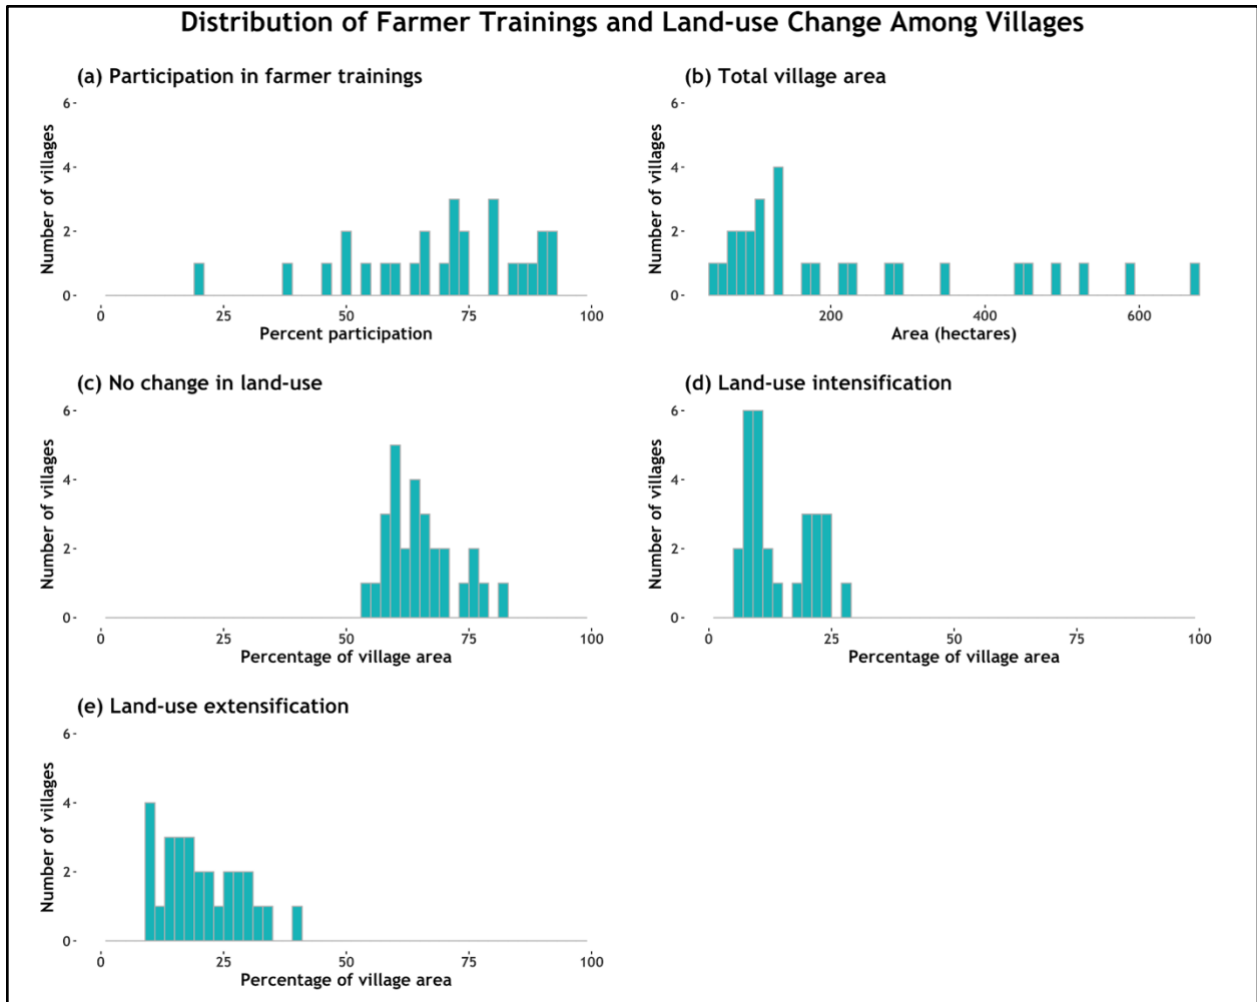 Distribution of Farmer Trainings and Land-use Change Among Villages
(a) Participation in farmer trainings
6
4
2
0
Number of villages
0 25 50 75 100
Percent participation
(b) Total village area
6
4
2
0
Number of villages
200 400 600
Area (hectares)
(c) No change in land-use
6
4
2
0
Number of villages
0 25 50 75 100
Percentage of village area
(d) Land-use intensification
6
4
2
0
Number of villages
0 25 50 75 100
Percentage of village area
(e) Land-use extensification
6
4
2
0
Number of villages
0 25 50 75 100
Percentage of village area